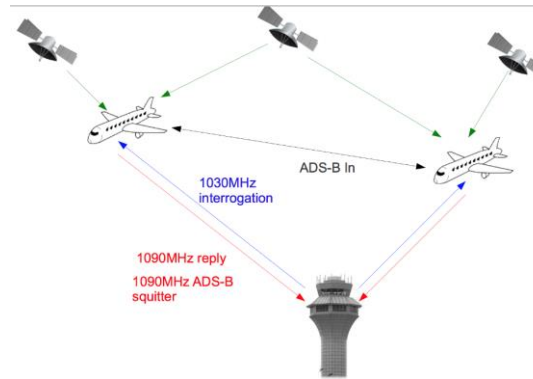 ADS-B In
1030MHz
interrogation
1090MHz reply
1090MHz ADS-B
squitter